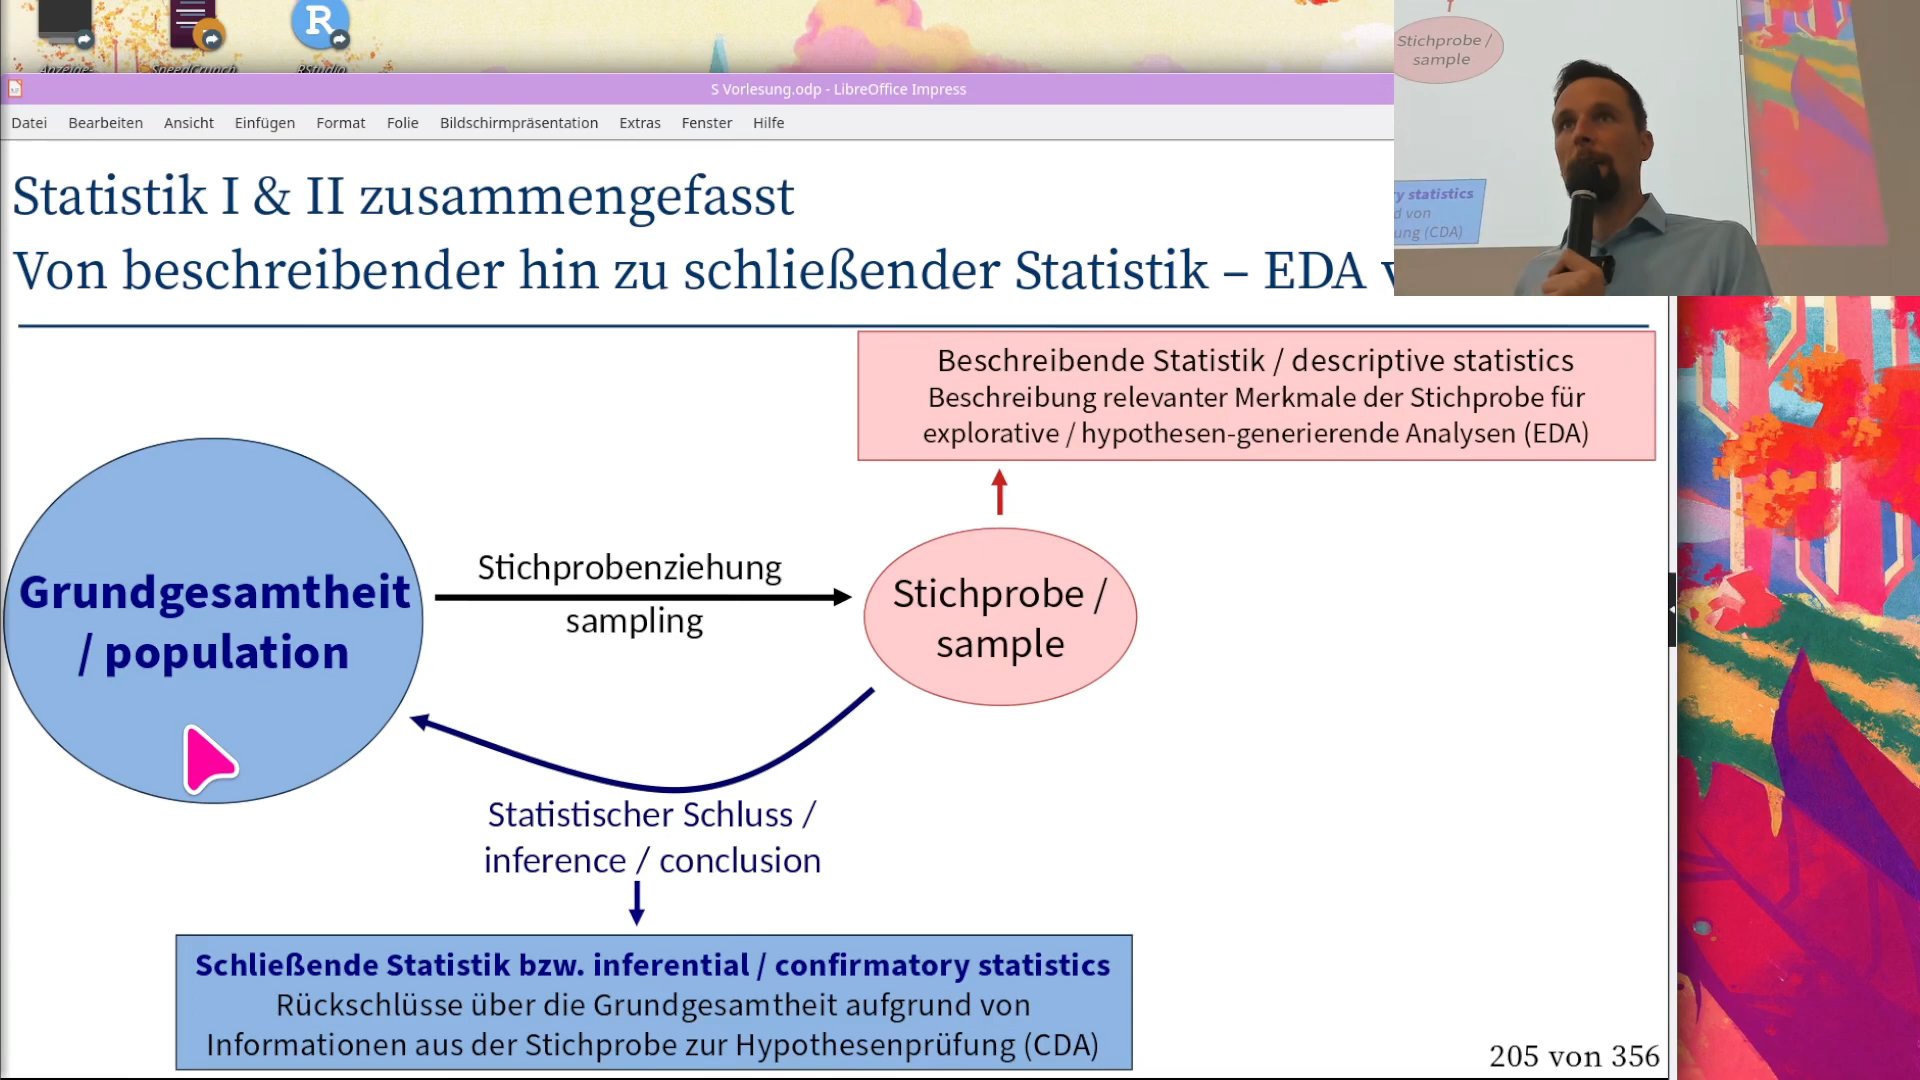 Anzeige-
SpeedCrunch
RStudio
S Vorlesung.odp - LibreOffice Impress
Datei Bearbeiten Ansicht Einfügen Format Folie Bildschirmpräsentation Extras Fenster Hilfe
Statistik I & II zusammengefasst
Von beschreibender hin zu schließender Statistik – EDA
Beschreibende Statistik / descriptive statistics
Beschreibung relevanter Merkmale der Stichprobe für
explorative / hypothesen-generierende Analysen (EDA)
Grundgesamtheit
/ population
Stichprobenziehung
sampling
Stichprobe /
sample
Statistischer Schluss /
inference / conclusion
Schließende Statistik bzw. inferential / confirmatory statistics
Rückschlüsse über die Grundgesamtheit aufgrund von
Informationen aus der Stichprobe zur Hypothesenprüfung (CDA)
205 von 356
Stichprobe /
sample
statistics
von
(CDA)